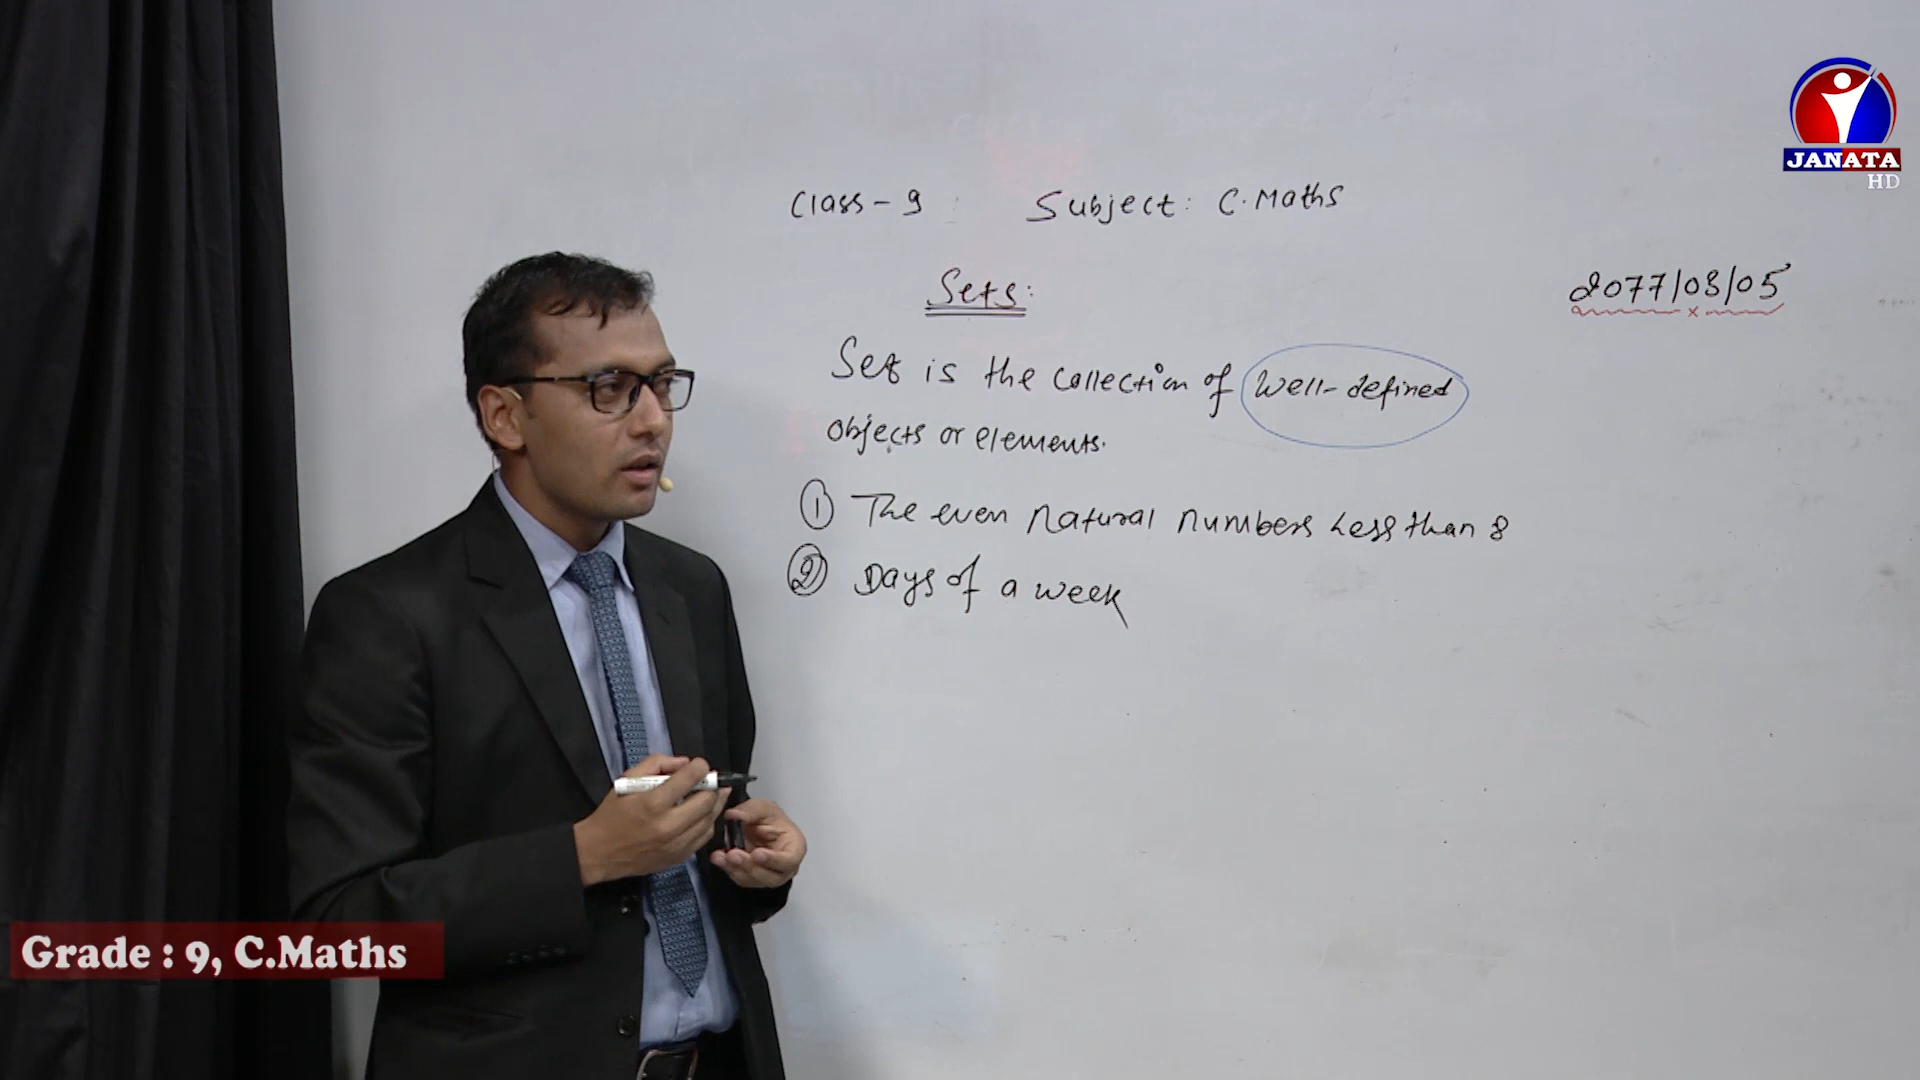 JANATA
HD
Class - 9 Subject: C. Maths
Sets:
2077/03/05
Set is the collection of well-defined
objects or elements.
① The even natural numbers less than 8
② Days of a week
Grade : 9, C.Maths